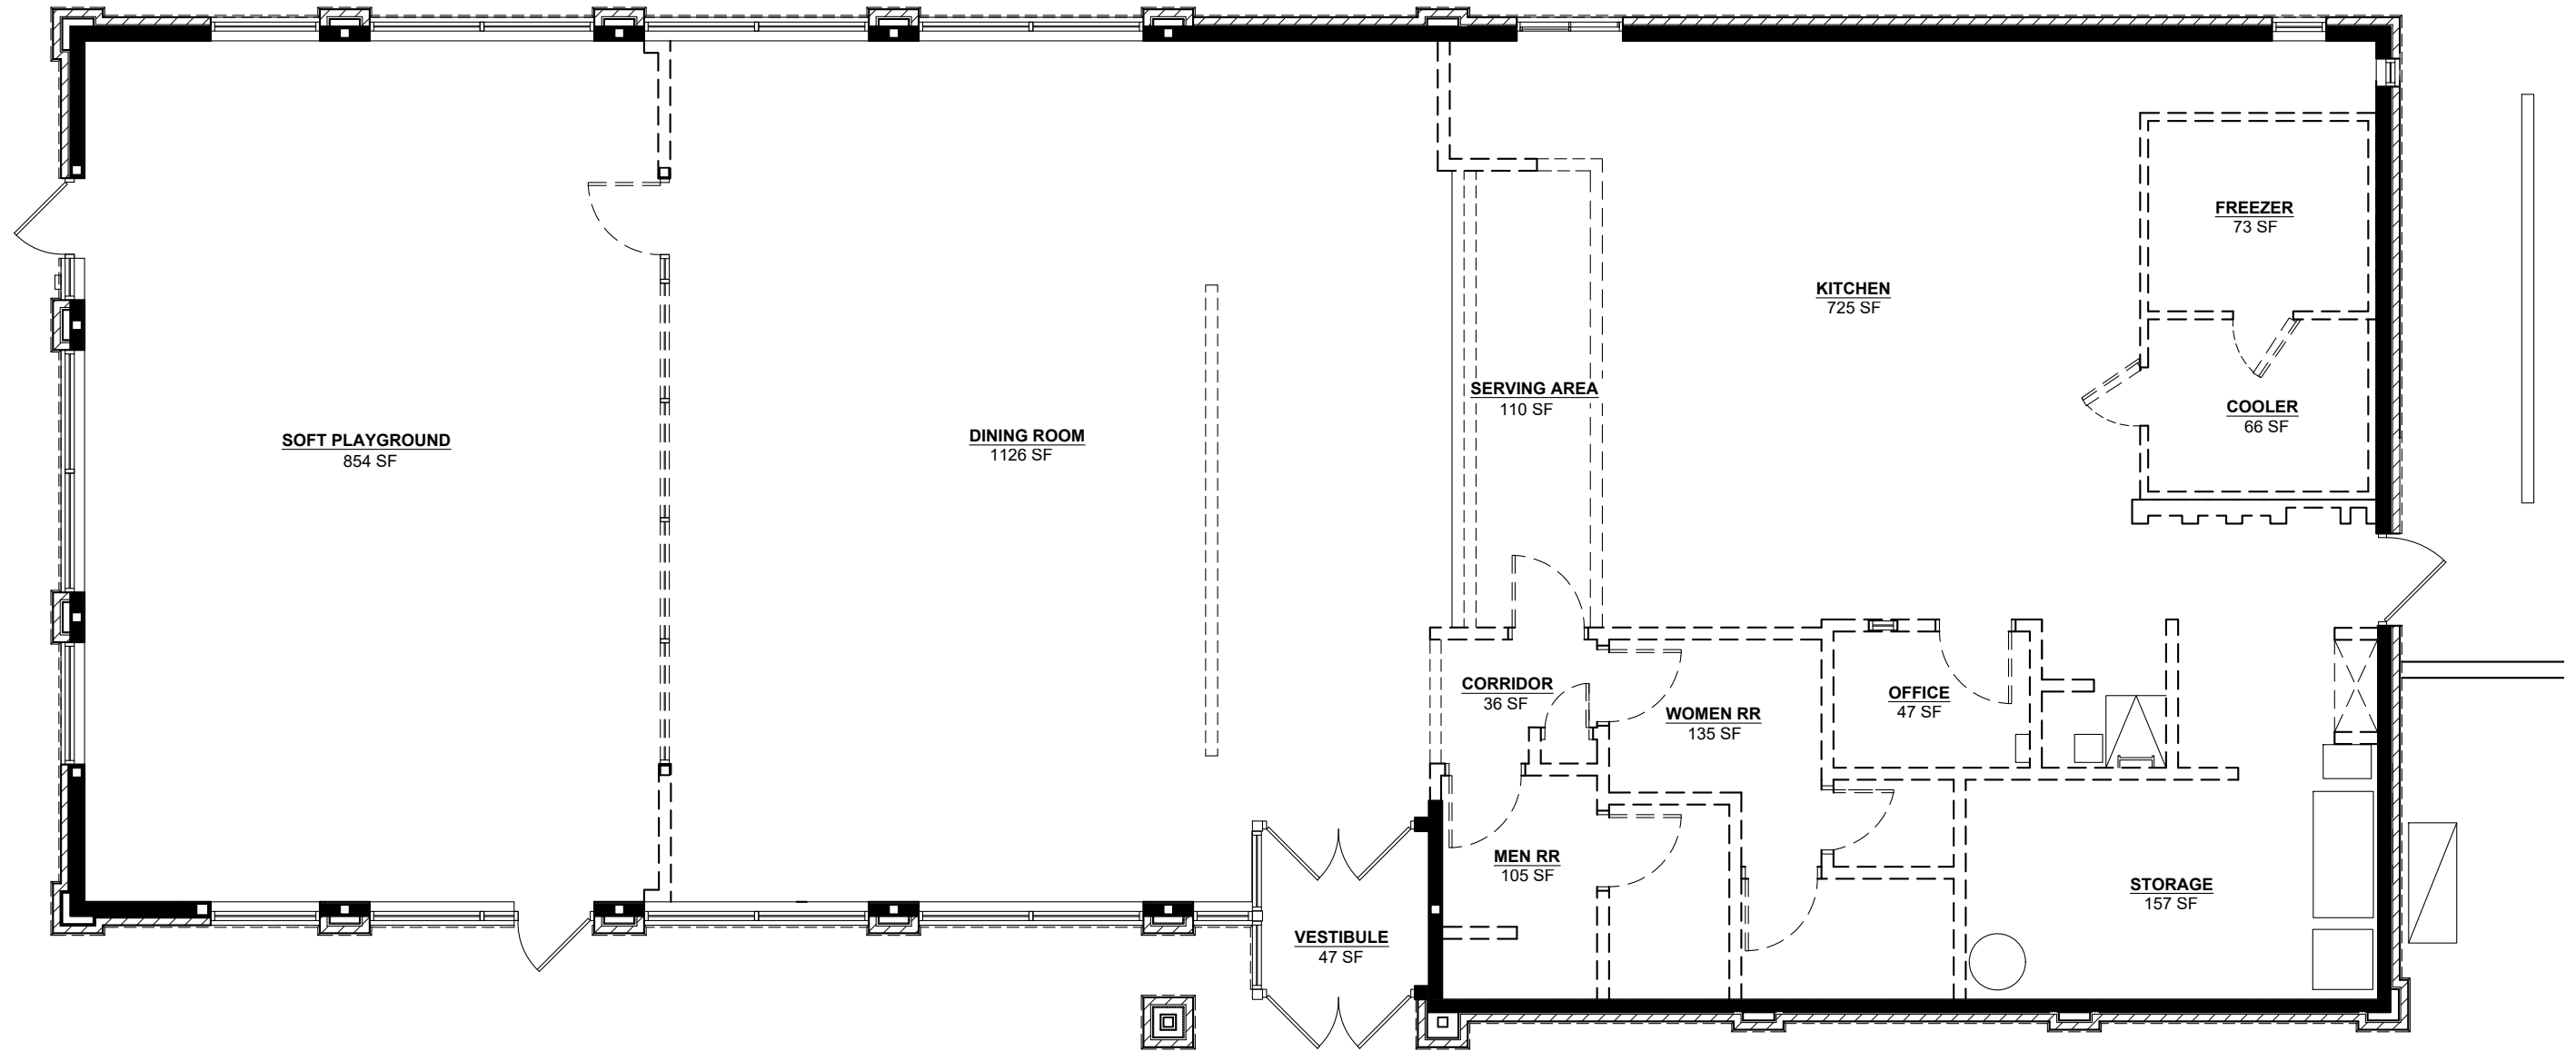 FREEZER
73 SF
KITCHEN
725 SF
SERVING AREA
110 SF
COOLER
66 SF
SOFT PLAYGROUND
854 SF
DINING ROOM
1126 SF
CORRIDOR
36 SF
WOMEN RR
135 SF
OFFICE
47 SF
MEN RR
105 SF
STORAGE
157 SF
VESTIBULE
47 SF